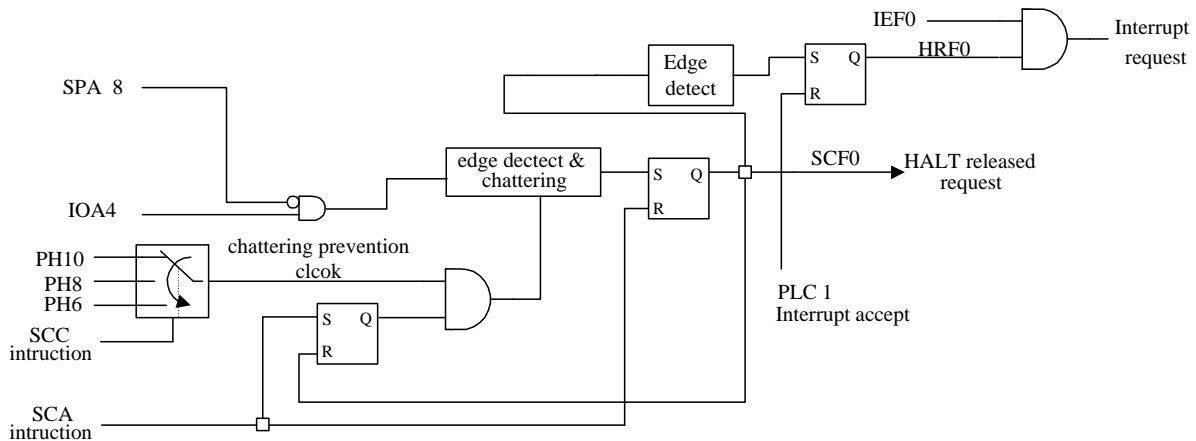 IEF0
Interrupt
request
HRF0
Edge
detect
S
Q
R
SPA 8
edge dectect &
chattering
S
Q
R
SCF0
HALT released
request
IOA4
PH10
PH8
PH6
chattering prevention
clcok
SCC
intruction
S
Q
R
PLC 1
Interrupt accept
SCA
intruction